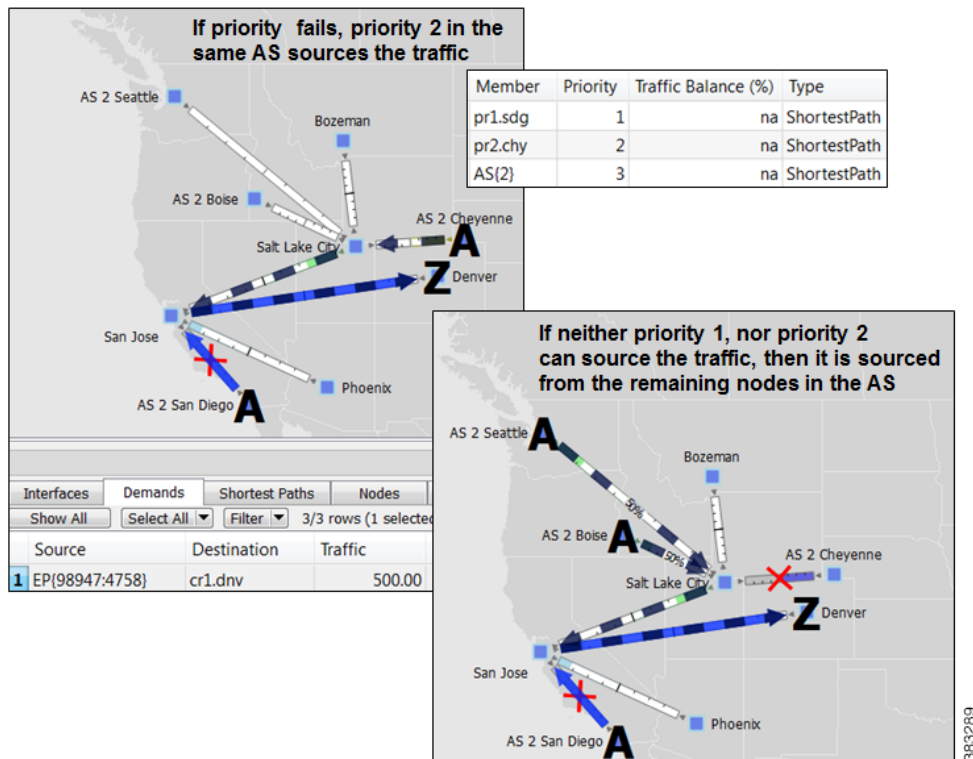 If priority fails, priority 2 in the
same AS sources the traffic
AS 2 Seattle
Bozeman
AS 2 Boise
AS 2 Cheyenne
A
Salt Lake City
Z
Denver
San Jose
Phoenix
AS 2 San Diego
A
Member Priority Traffic Balance (%) Type
pr1.sdg 1 na ShortestPath
pr2.chy 2 na ShortestPath
AS{2} 3 na ShortestPath
Interfaces Demands Shortest Paths Nodes
Show All Select All Filter 3/3 rows (1 selected
Source Destination Traffic
1 EP{98947:4758} cr1.dnv 500.00
If neither priority 1, nor priority 2
can source the traffic, then it is sourced
from the remaining nodes in the AS
AS 2 Seattle
A
Bozeman
50%
AS 2 Boise
A
50%
AS 2 Cheyenne
Salt Lake City
Z
Denver
San Jose
Phoenix
AS 2 San Diego
A
383289